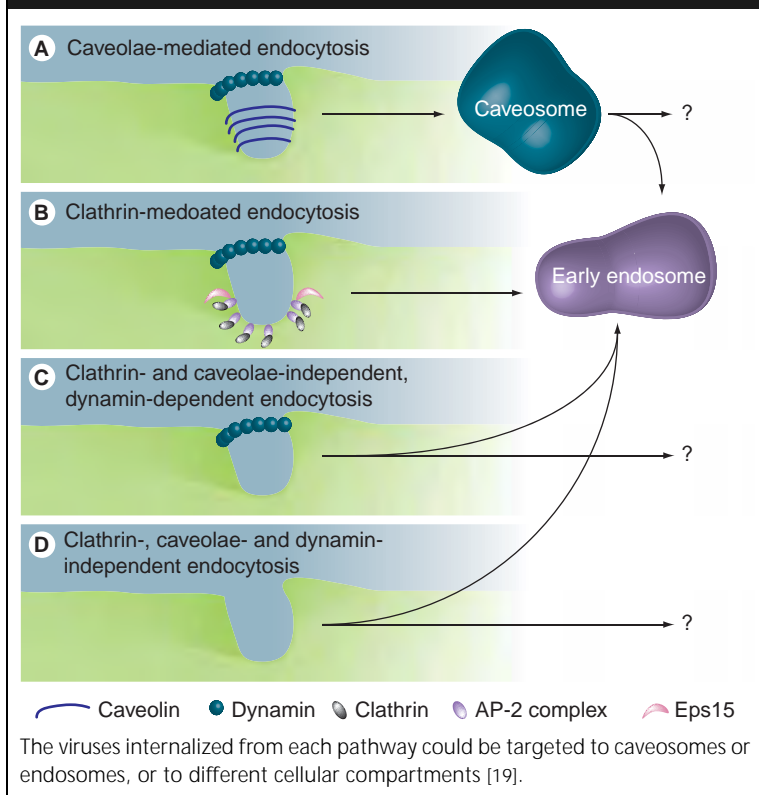 A Caveolae-mediated endocytosis
Caveosome
?
B Clathrin-medoated endocytosis
Early endosome
C Clathrin- and caveolae-independent,
dynamin-dependent endocytosis
?
D Clathrin-, caveolae- and dynamin-
independent endocytosis
?
Caveolin Dynamin Clathrin AP-2 complex Eps15
The viruses internalized from each pathway could be targeted to caveosomes or
endosomes, or to different cellular compartments [19].